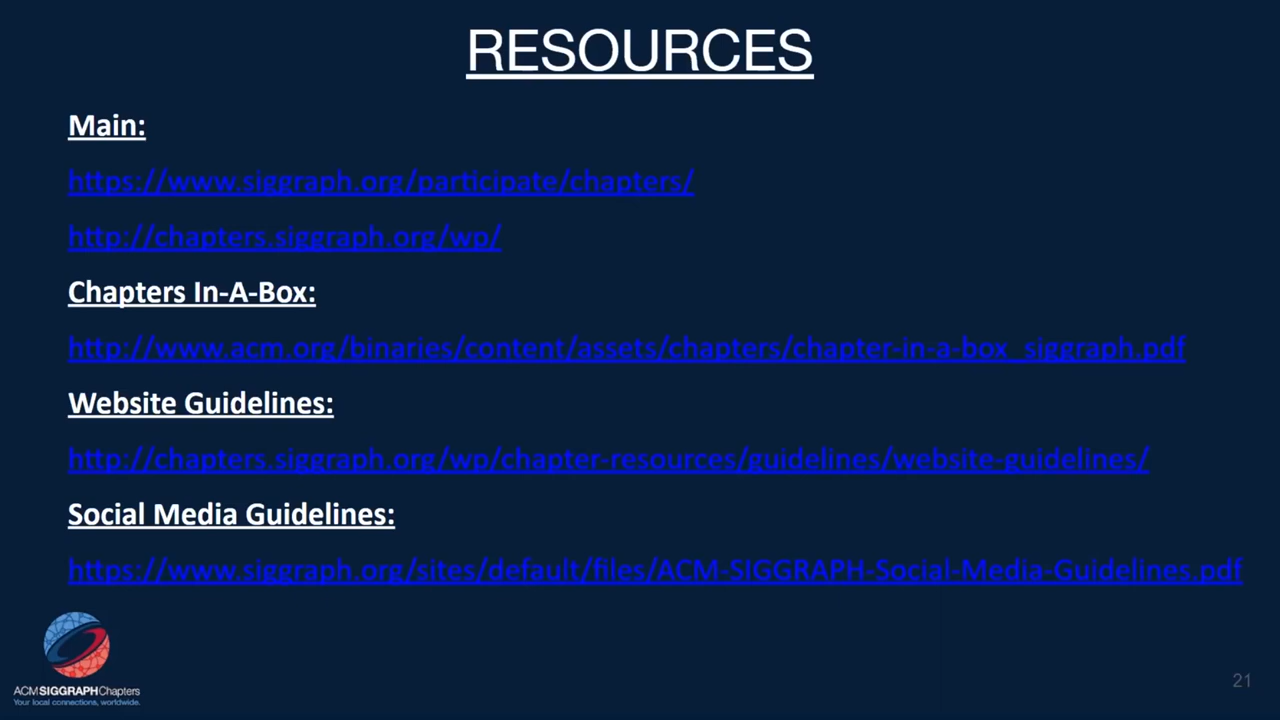 RESOURCES
Main:
https://www.siggraph.org/participate/chapters/
http://chapters.siggraph.org/wp/
Chapters In-A-Box:
http://www.acm.org/binaries/content/assets/chapters/chapter-in-a-box_siggraph.pdf
Website Guidelines:
http://chapters.siggraph.org/wp/chapter-resources/guidelines/website-guidelines/
Social Media Guidelines:
https://www.siggraph.org/sites/default/files/ACM-SIGGRAPH-Social-Media-Guidelines.pdf
ACMSIGGRAPHChapters
Your local connections, worldwide.
21